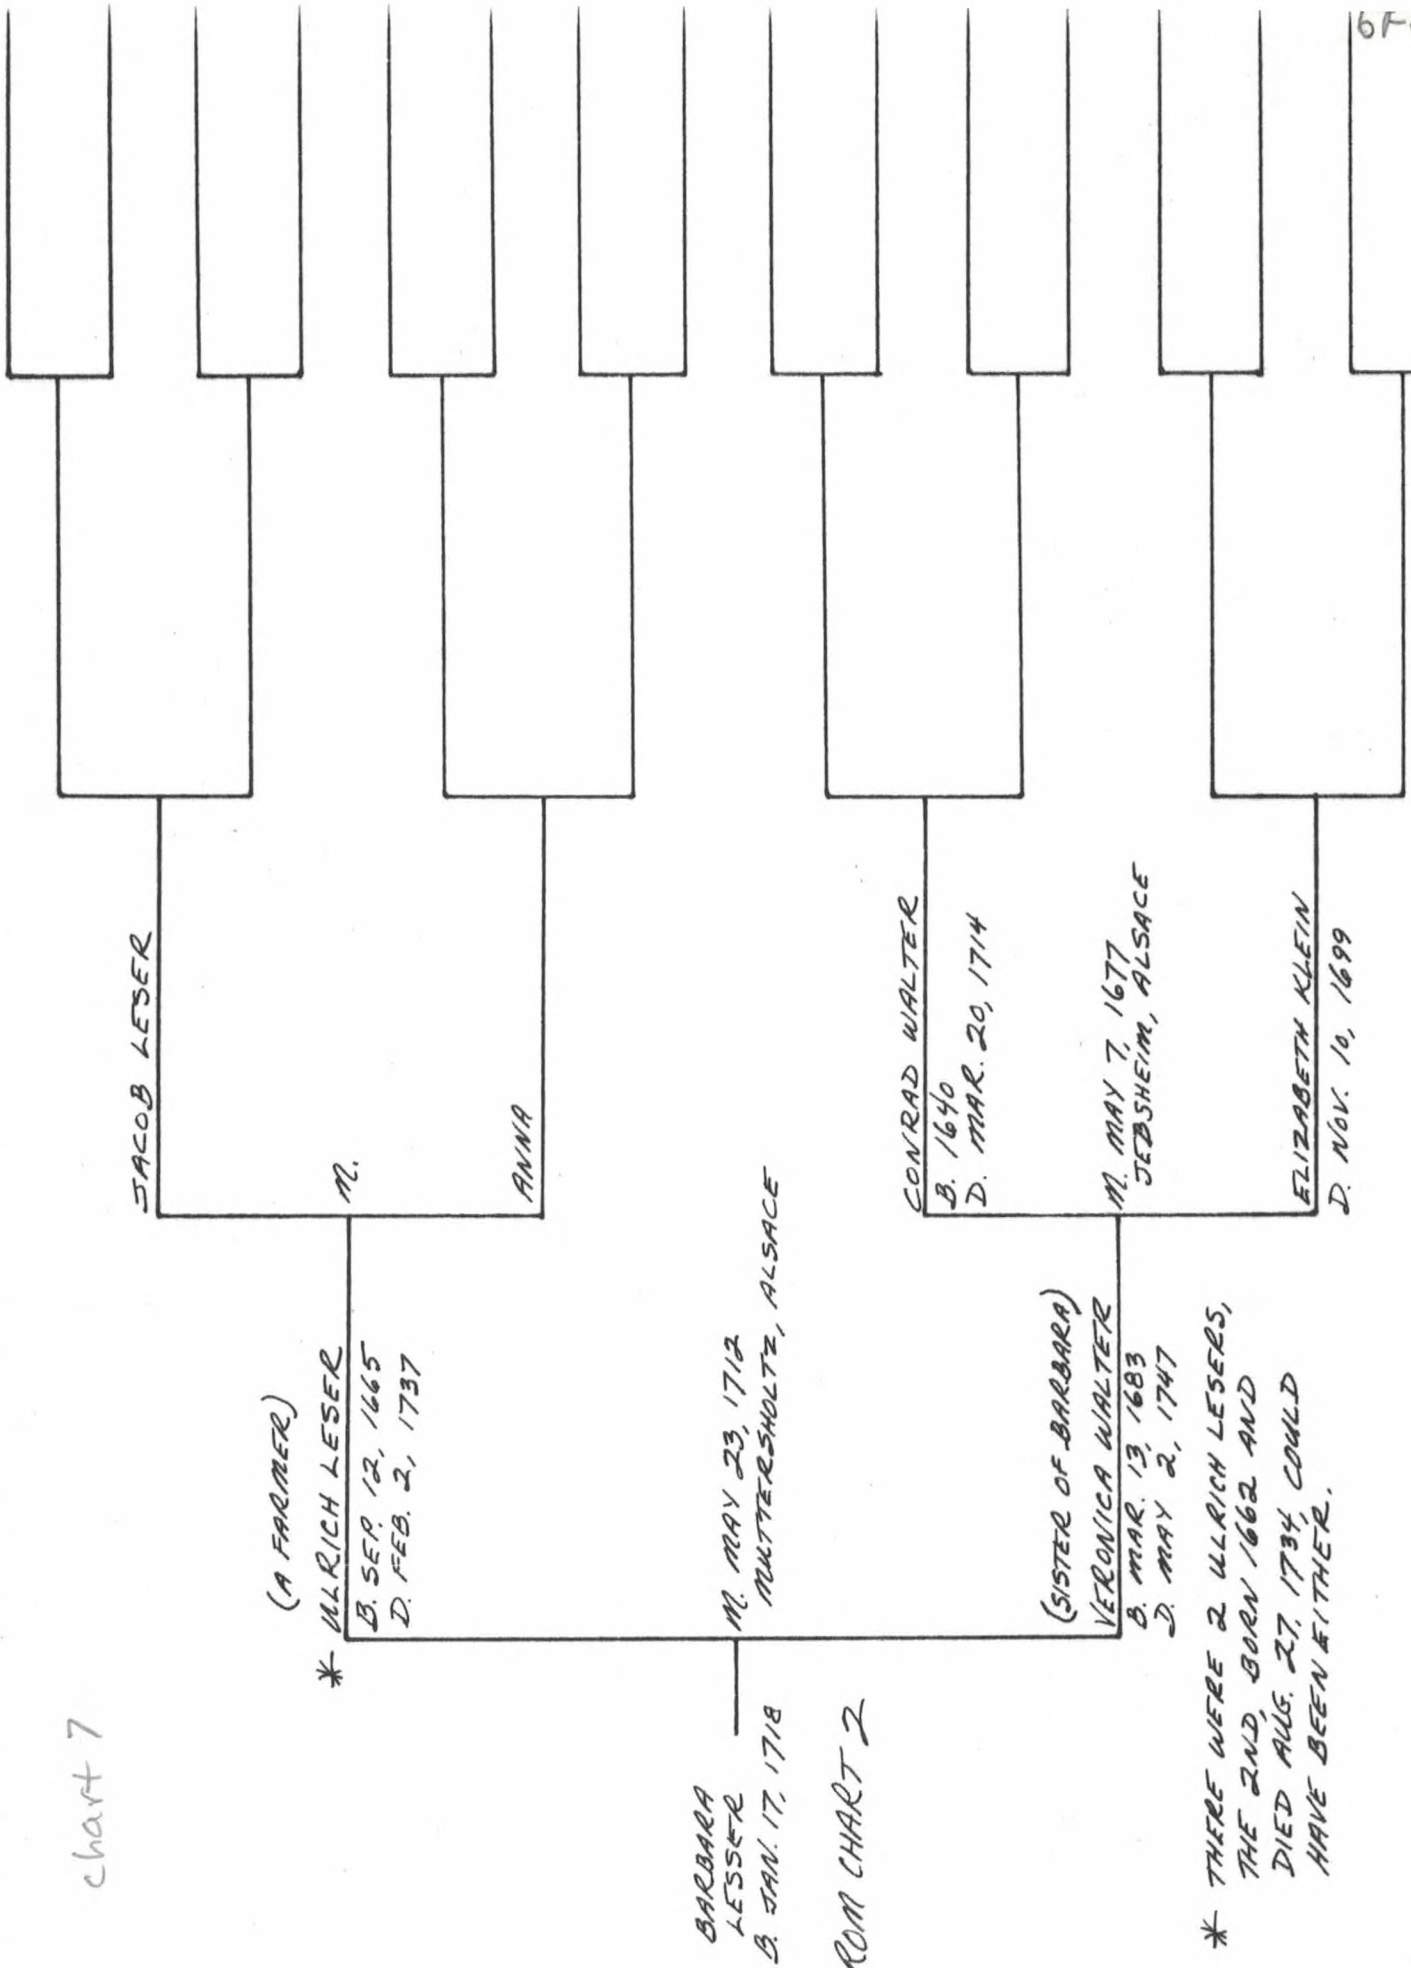 chart 7
6F
JACOB LESER
M.
ANNA
(A FARMER)
* ULRICH LESER
B. SEP. 12, 1665
D. FEB. 2, 1737
M. MAY 23, 1712
MUTTERSHOLTZ, ALSACE
BARBARA
LESSER
B. JAN. 17, 1718
ROM CHART 2
CONRAD WALTER
B. 1640
D. MAR. 20, 1714
M. MAY 7, 1677
JEBSHEIM, ALSACE
ELIZABETH KLEIN
D. NOV. 10, 1699
(SISTER OF BARBARA)
VERONICA WALTER
B. MAR. 13, 1683
D. MAY 2, 1747
* THERE WERE 2 ULRICH LESERS,
THE 2ND, BORN 1662 AND
DIED AUG. 27, 1734, COULD
HAVE BEEN EITHER.